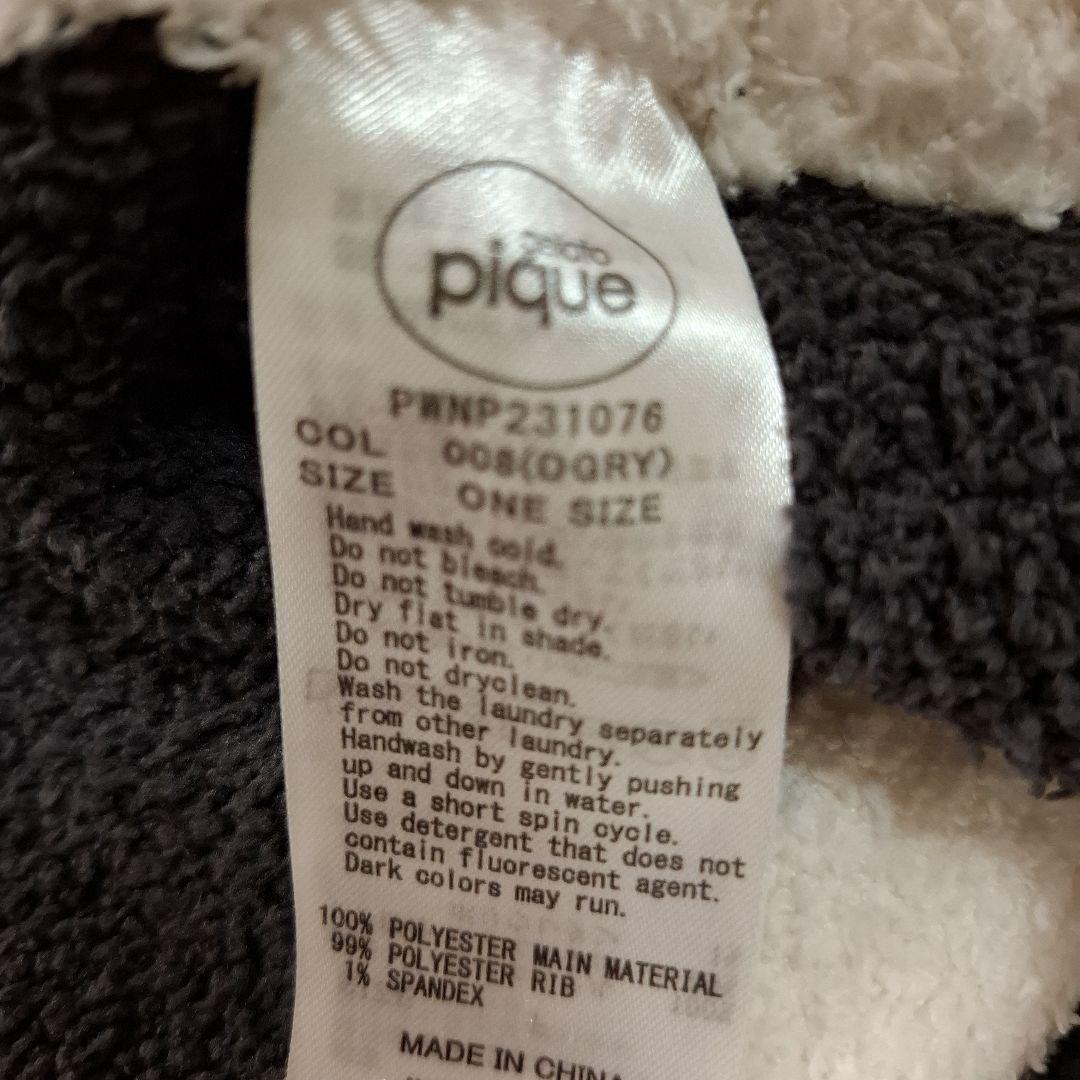 gelato
pique
PWNP231076
COL 008(DGRY)
SIZE ONE SIZE
Hand wash cold.
Do not bleach.
Do not tumble dry.
Dry flat in shade.
Do not iron.
Do not dryclean.
Wash the laundry separately
from other laundry.
Handwash by gently pushing
up and down in water.
Use a short spin cycle.
Use detergent that does not
contain fluorescent agent.
Dark colors may run.
100% POLYESTER MAIN MATERIAL
99% POLYESTER RIB
1% SPANDEX
MADE IN CHINA